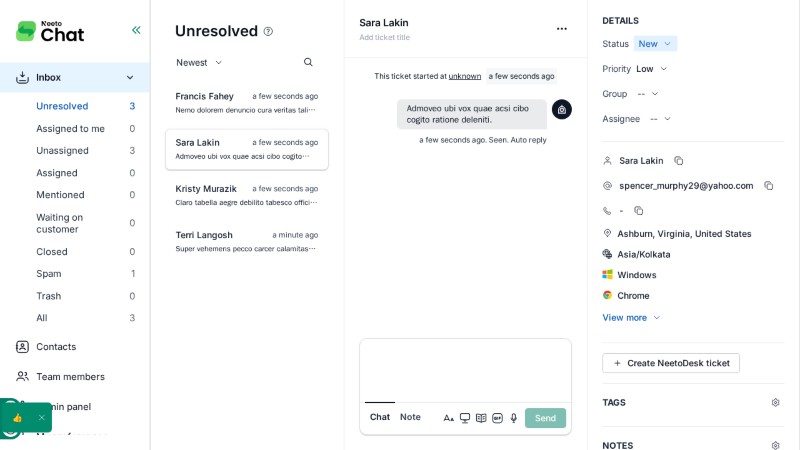 Neeto
Chat
Inbox
Unresolved 3
Assigned to me 0
Unassigned 3
Assigned 0
Mentioned 0
Waiting on customer 0
Closed 0
Spam 1
Trash 0
All 3
Contacts
Team members
panel
Unresolved
Newest
Francis Fahey a few seconds ago
Nemo dolorem denuncio cura veritas tali···
Sara Lakin a few seconds ago
Admoveo ubi vox quae acsi cibo cogito···
Kristy Murazik a few seconds ago
Claro tabella aegre debilito tabesco offici···
Terri Langosh a minute ago
Super vehemens pecco carcer calamitas···
Sara Lakin
Add ticket title
This ticket started at unknown a few seconds ago
Admoveo ubi vox quae acsi cibo
cogito ratione deleniti.
a few seconds ago. Seen. Auto reply
Chat Note
GIF
Send
DETAILS
Status New
Priority Low
Group --
Assignee --
Sara Lakin
spencer_murphy29@yahoo.com
-
Ashburn, Virginia, United States
Asia/Kolkata
Windows
Chrome
View more
+ Create NeetoDesk ticket
TAGS
NOTES